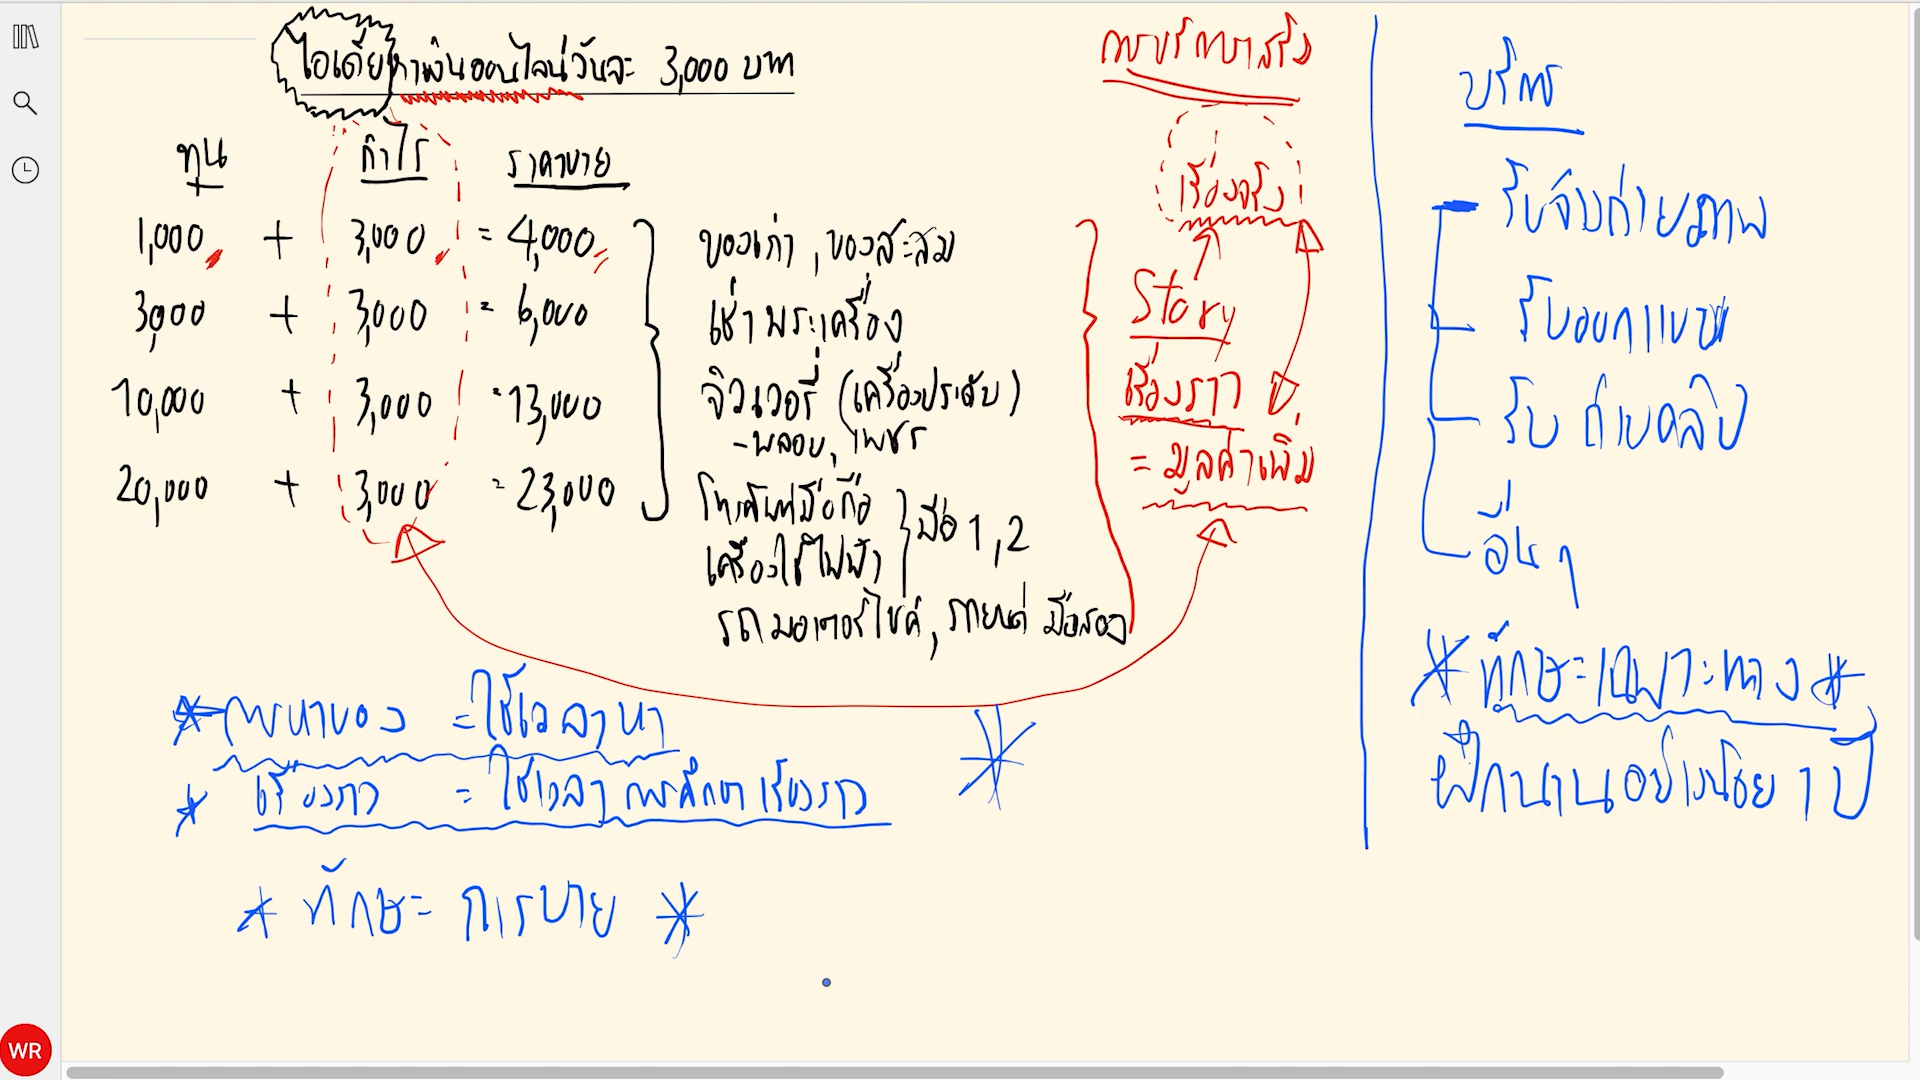 ไอเดียหาเงินออนไลน์วันละ 3,000 บาท
ทุน กำไร ราคาขาย
1,000 + 3,000 = 4,000
3,000 + 3,000 = 6,000
10,000 + 3,000 = 13,000
20,000 + 3,000 = 23,000
ของเก่า, ของสะสม
เช่าพระเครื่อง
จิวเวอรี่ (เครื่องประดับ)
- พลอย, เพชร
โทรศัพท์มือถือ
เครื่องใช้ไฟฟ้า
มือ 1, 2
รถมอเตอร์ไซค์, รถยนต์ มือสอง
เรื่องจริง
Story
เรื่องราว
= มูลค่าเพิ่ม
* การหาของ = ใช้เวลาหา
* เรื่องราว = ใช้เวลาการศึกษาเรื่องราว
* ทักษะการขาย *
บริการ
รับจ้างถ่ายภาพ
รับออกแบบ
รับถ่ายคลิป
อื่นๆ
* ทักษะเฉพาะทาง *
ฝึกนานอย่างน้อย 1 ปี
WR